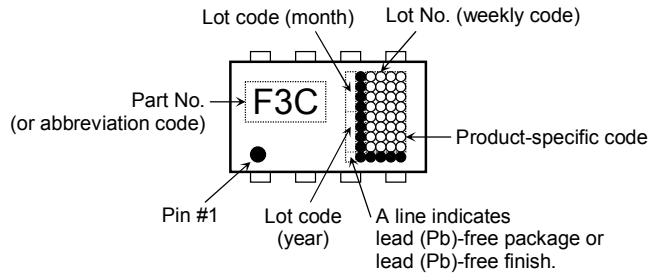 Lot code (month)
Lot No. (weekly code)
Part No.
(or abbreviation code)
F3C
Product-specific code
Pin #1
Lot code
(year)
A line indicates
lead (Pb)-free package or
lead (Pb)-free finish.